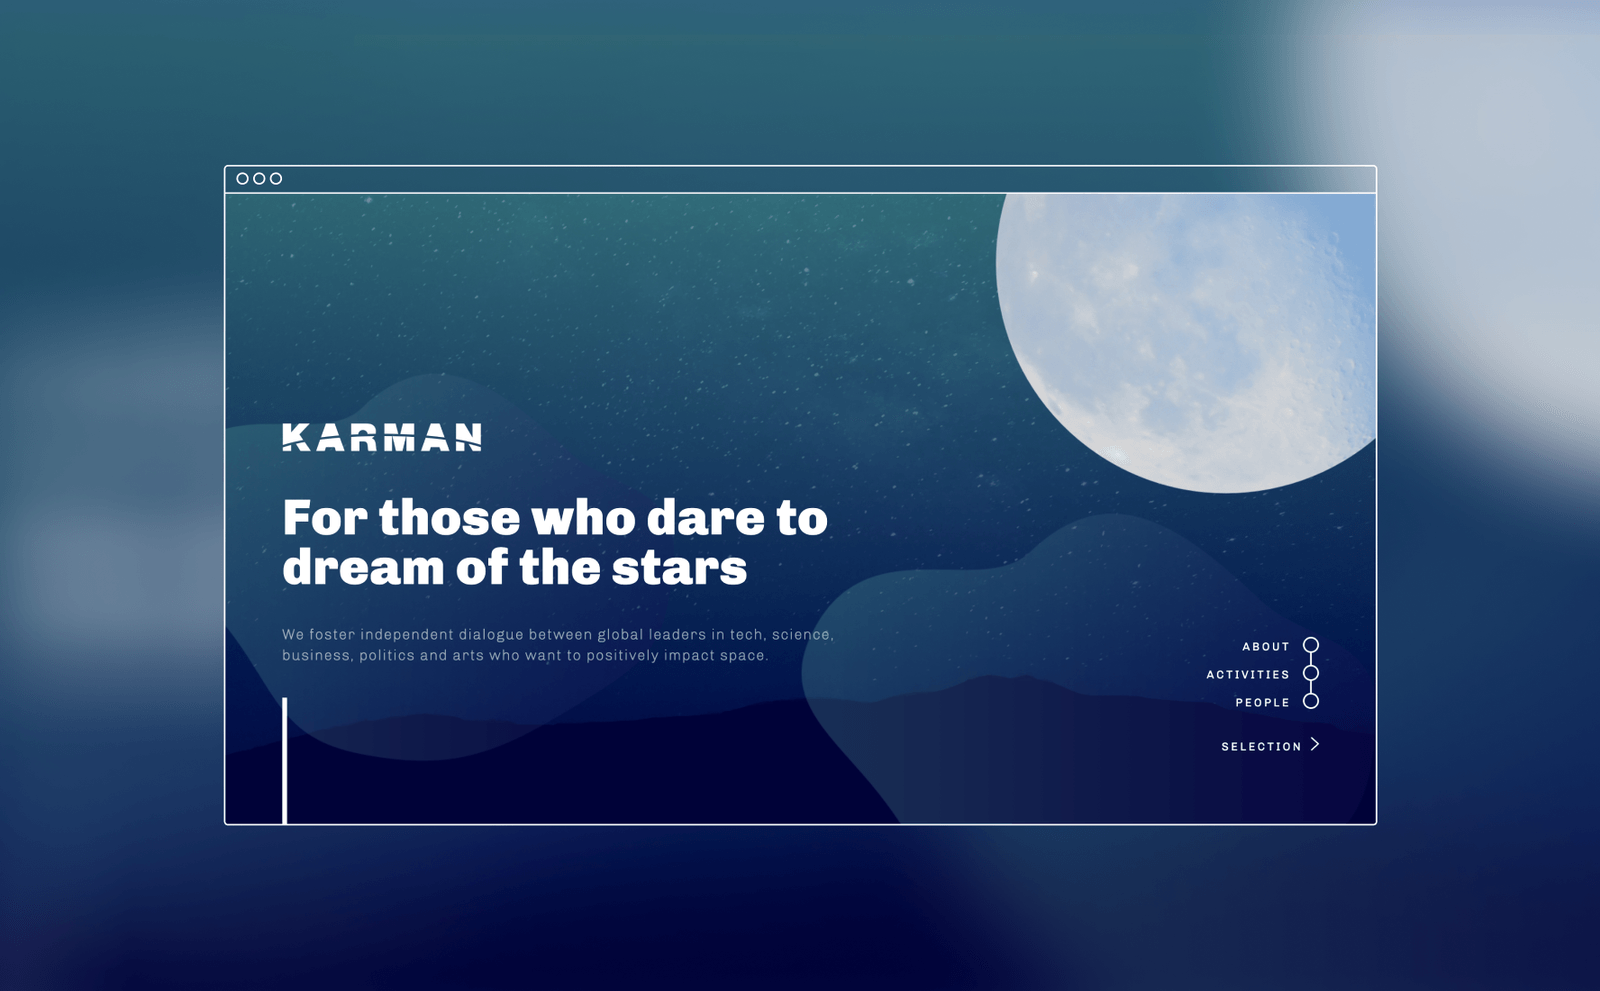 KARMAN
For those who dare to
dream of the stars
We foster independent dialogue between global leaders in tech, science,
business, politics and arts who want to positively impact space.
ABOUT
ACTIVITIES
PEOPLE
SELECTION